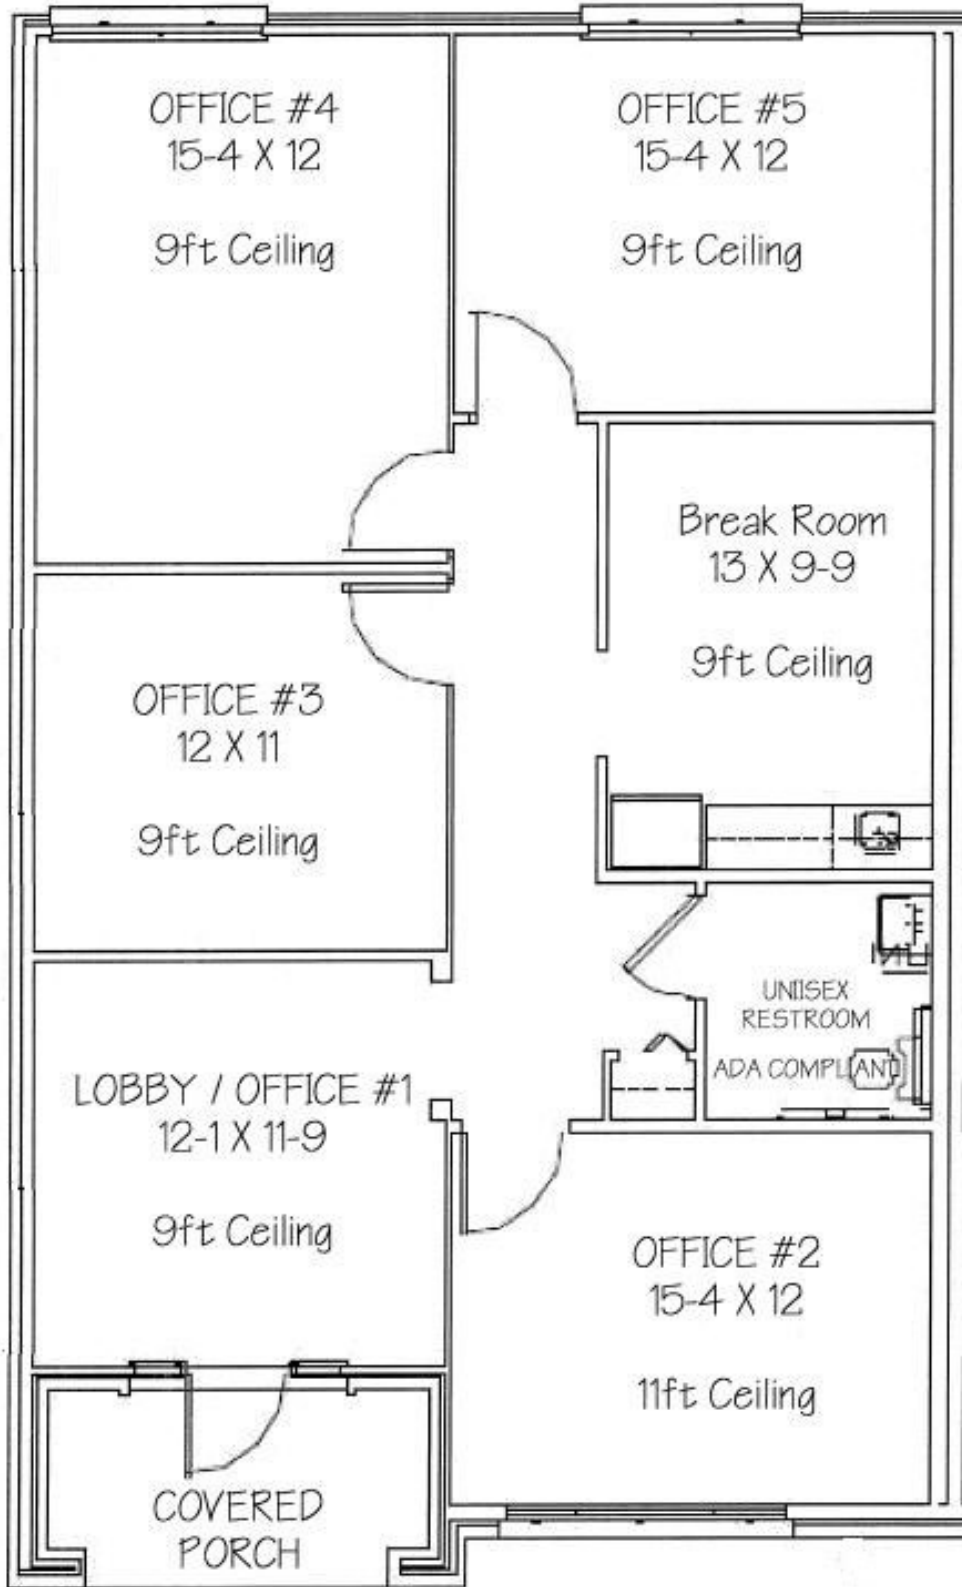 OFFICE #4
15-4 X 12
9ft Ceiling
OFFICE #5
15-4 X 12
9ft Ceiling
Break Room
13 X 9-9
9ft Ceiling
OFFICE #3
12 X 11
9ft Ceiling
UNIISEX
RESTROOM
ADA COMPLIANT
LOBBY / OFFICE #1
12-1 X 11-9
9ft Ceiling
OFFICE #2
15-4 X 12
11ft Ceiling
COVERED
PORCH